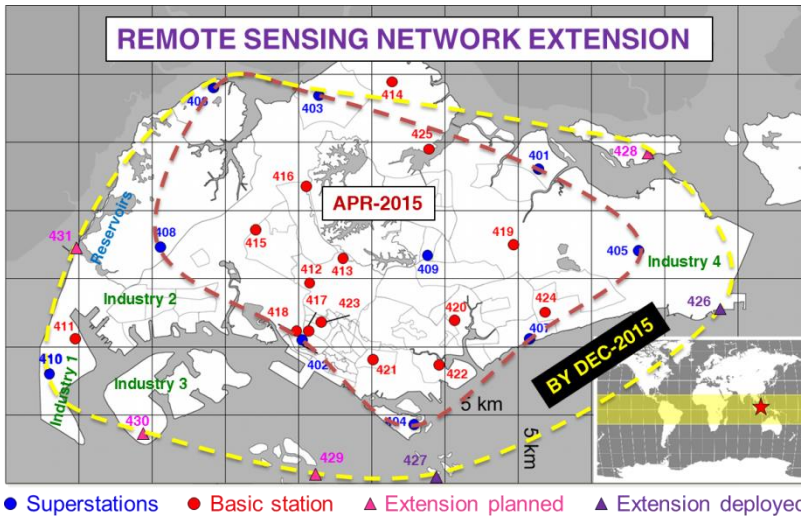 REMOTE SENSING NETWORK EXTENSION
414
406
403
425
401
428
416
APR-2015
431
Reservoirs
408
415
419
413
409
405
Industry 4
412
Industry 2
417
423
418
420
424
426
411
407
402
BY DEC-2015
410
Industry 1
Industry 3
421
422
430
404
5 km
5 km
429
427
Superstations
Basic station
Extension planned
Extension deployed